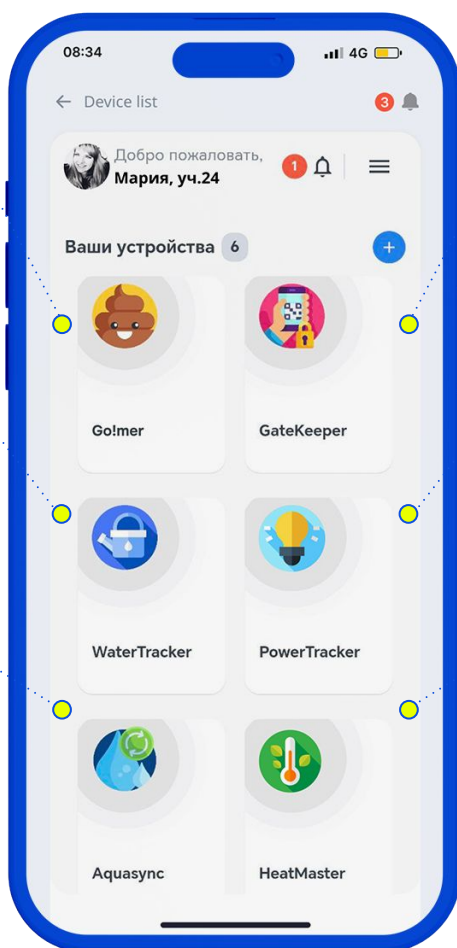 08:34 4G
← Device list 3
Добро пожаловать,
Мария, уч.24 1
Ваши устройства 6 +
Go!mer GateKeeper
WaterTracker PowerTracker
Aquasync HeatMaster